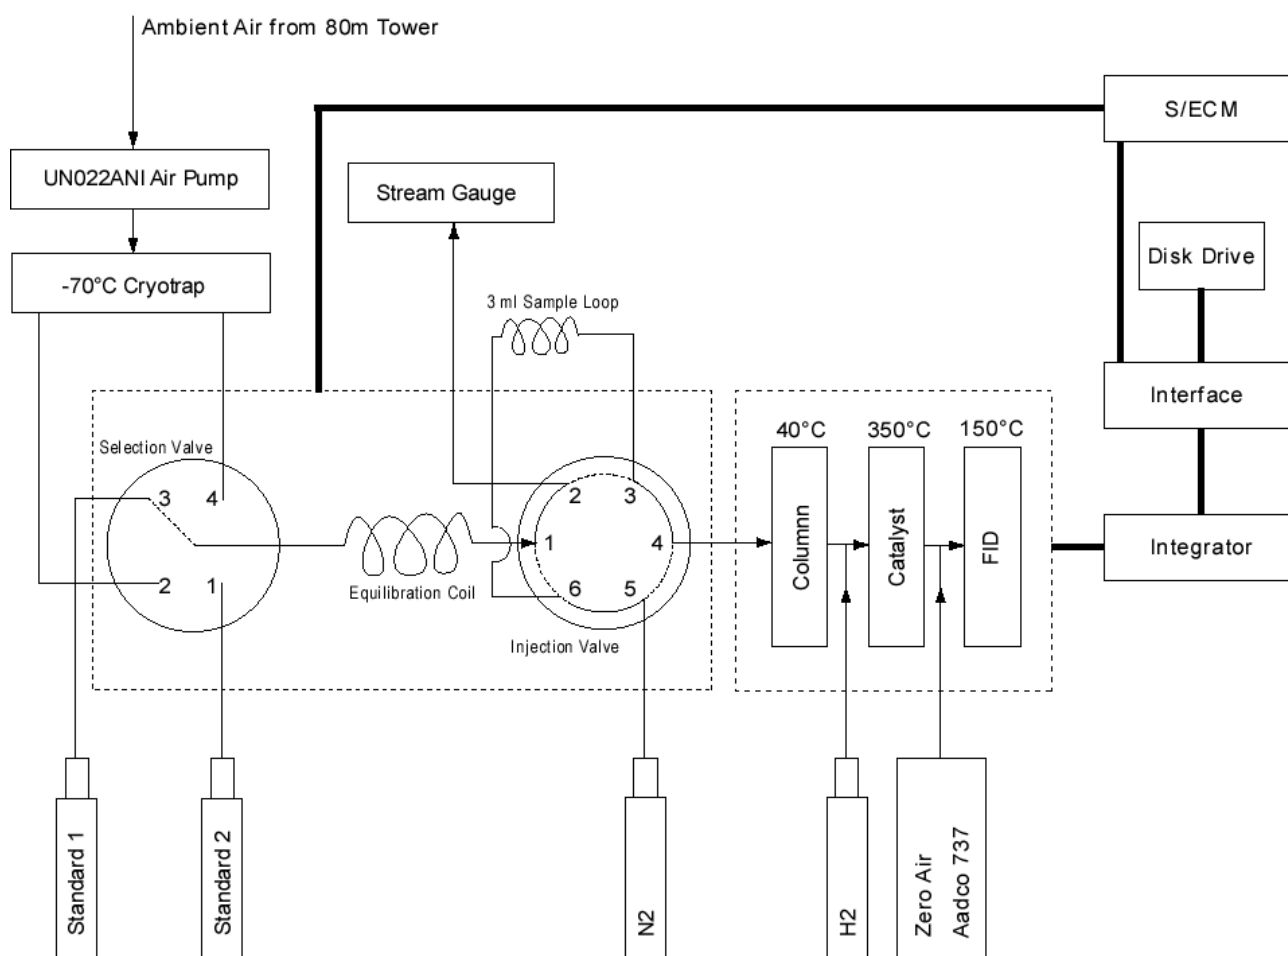 Ambient Air from 80m Tower
S/ECM
UN022ANI Air Pump
Stream Gauge
Disk Drive
-70°C Cryotrap
3 ml Sample Loop
Interface
40°C 350°C 150°C
Selection Valve
3 4
2 1
Equilibration Coil
1 2 3 4 5 6
Injection Valve
Columnn
Catalyst
FID
Integrator
Standard 1
Standard 2
N2
H2
Zero Air
Aadco 737